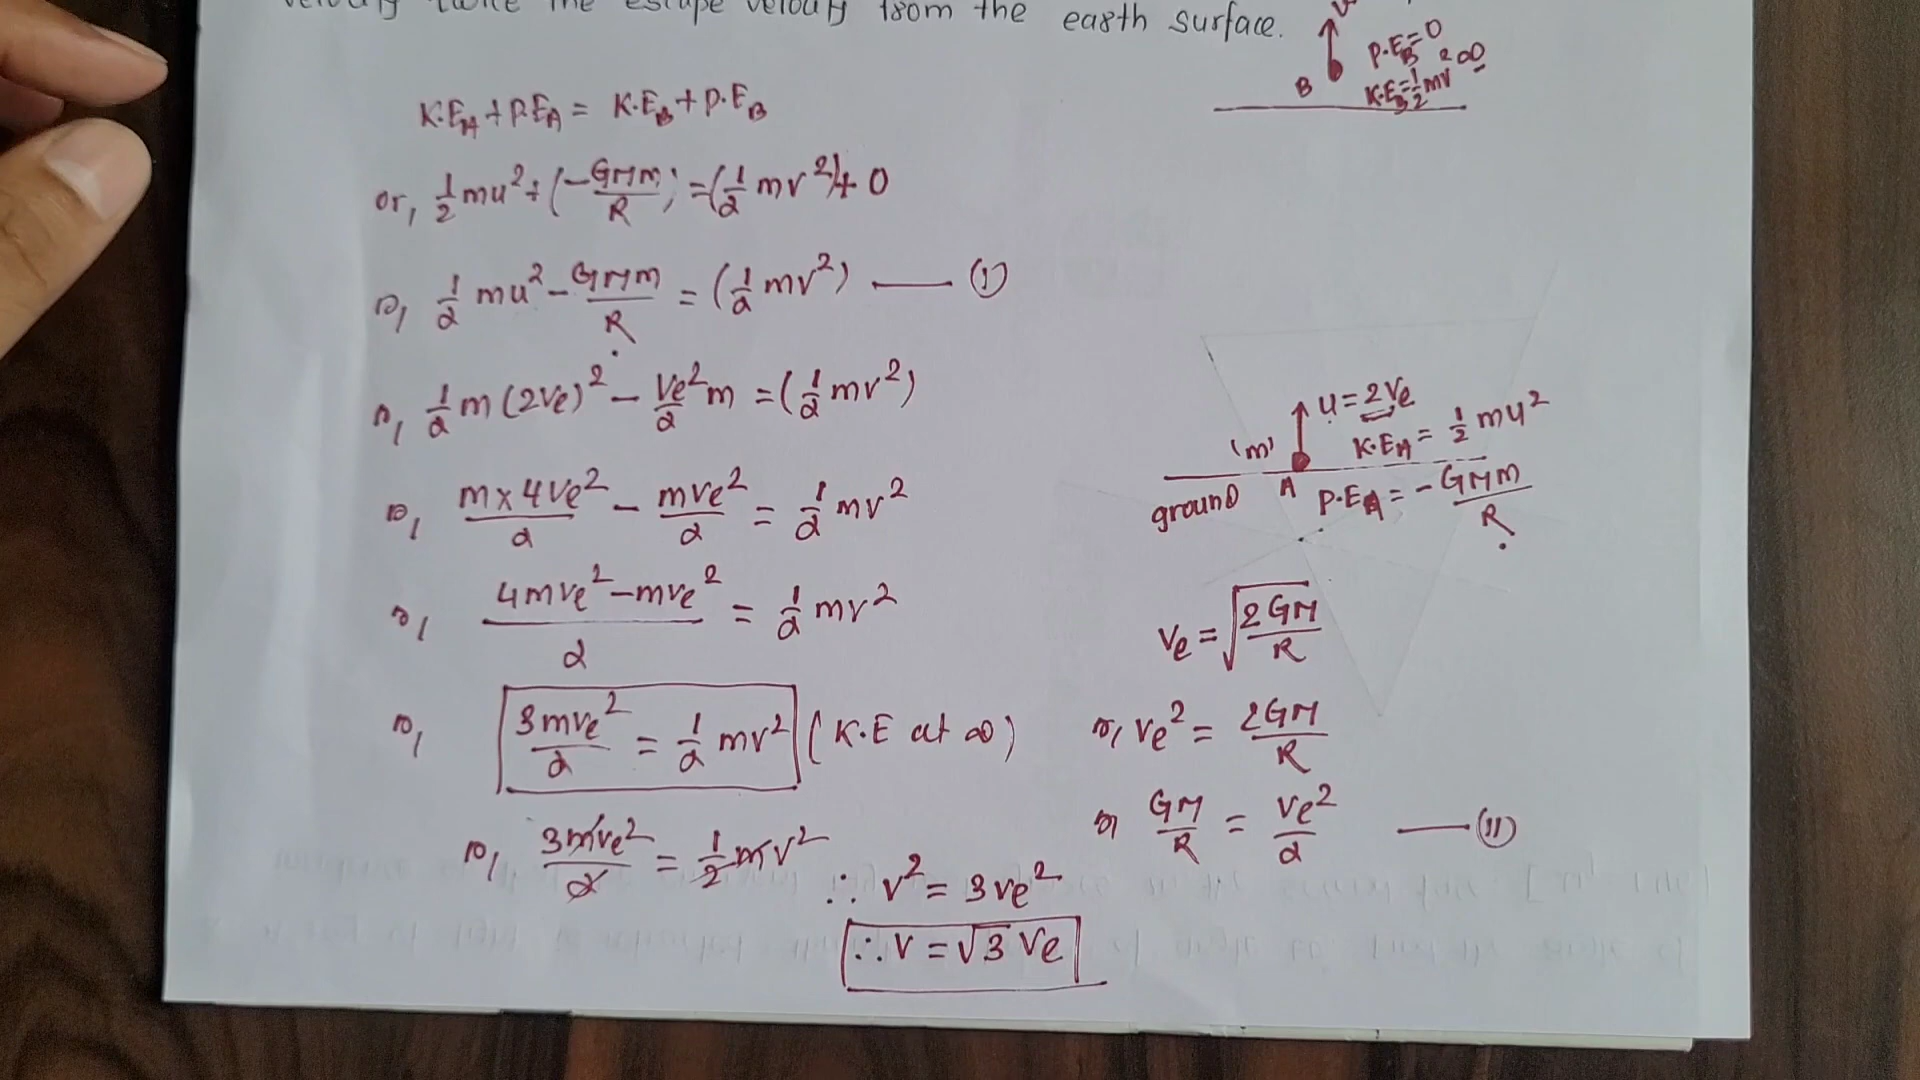 velocity twice the escape velocity from the earth surface.
P.E_B=0
B
K.E_B=1/2 mv
K.E_A + P.E_A = K.E_B + P.E_B
or, 1/2 mu² + (-GMm/R) = (1/2 mv²) + 0
or, 1/2 mu² - GMm/R = (1/2 mv²) —— (I)
or, 1/2 m (2ve)² - ve²/2 m = (1/2 mv²)
or, m x 4ve²/2 - mve²/2 = 1/2 mv²
or, 4mve² - mve²/2 = 1/2 mv²
or, 3mve²/2 = 1/2 mv² ( K.E at ∞ )
or, 3mve²/2 = 1/2 mv²
∴ v² = 3ve²
∴ v = √3 ve
u = 2ve
(m)
K.E_A = 1/2 mu²
ground A P.E_A = - GMm/R
ve = √2GM/R
or, ve² = 2GM/R
or GM/R = ve²/2 —— (II)